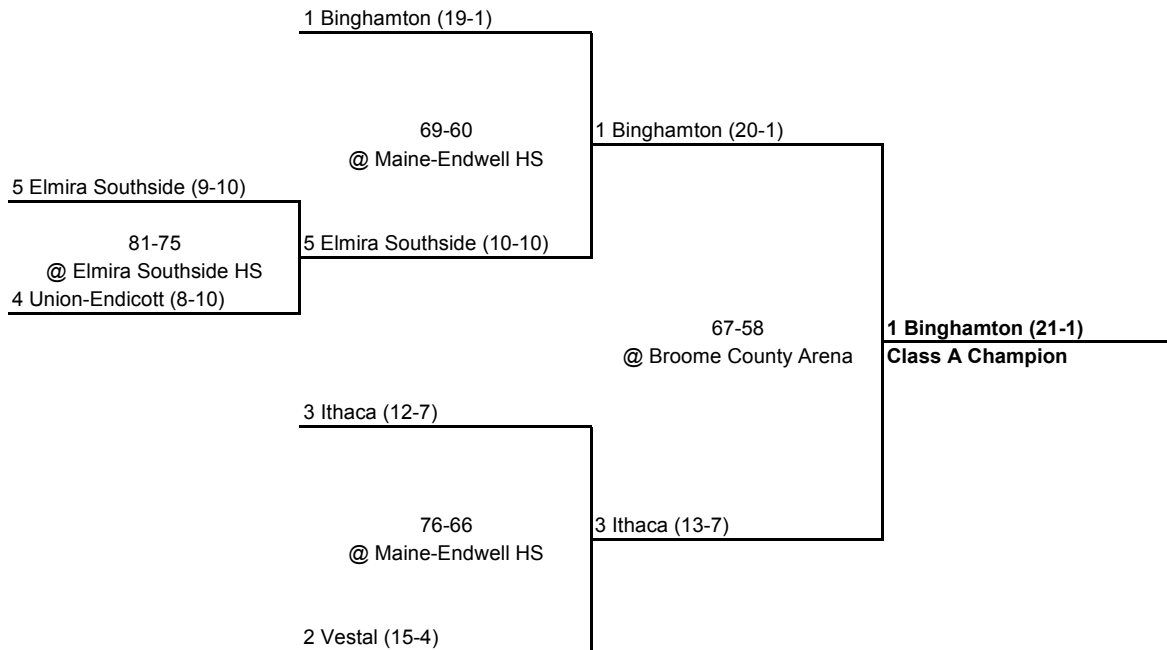 1 Binghamton (19-1)
69-60
@ Maine-Endwell HS
1 Binghamton (20-1)
5 Elmira Southside (9-10)
81-75
@ Elmira Southside HS
5 Elmira Southside (10-10)
4 Union-Endicott (8-10)
67-58
@ Broome County Arena
1 Binghamton (21-1)
Class A Champion
3 Ithaca (12-7)
76-66
@ Maine-Endwell HS
3 Ithaca (13-7)
2 Vestal (15-4)